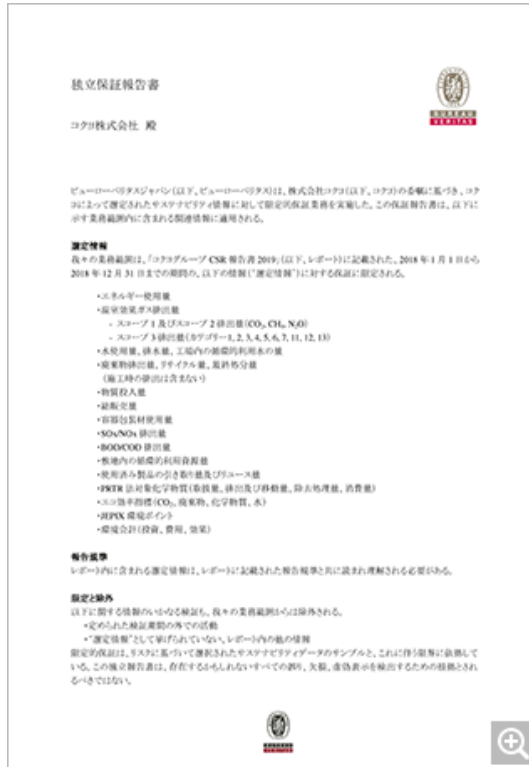 独立保証報告書
BUREAU
VERITAS
コクヨ株式会社 殿
ビューローベリタスジャパン(以下、ビューローベリタス)は、株式会社コクヨ(以下、コクヨ)の委嘱に基づき、コク
ヨによって選定されたサステナビリティ情報に対して限定的保証業務を実施した。この保証報告書は、以下に
示す業務範囲内に含まれる関連情報に適用される。
選定情報
我々の業務範囲は、「コクヨグループ CSR 報告書 2019」(以下、レポート)に記載された、2018 年 1 月 1 日から
2018 年 12 月 31 日までの期間の、以下の情報("選定情報")に対する保証に限定される。
・エネルギー使用量
・温室効果ガス排出量
- スコープ 1 及びスコープ 2 排出量(CO₂, CH₄, N₂O)
- スコープ 3 排出量(カテゴリー1, 2, 3, 4, 5, 6, 7, 11, 12, 13)
・水使用量、排水量、工場内の循環的利用水の量
・廃棄物排出量、リサイクル量、最終処分量
(施工時の排出は含まない)
・物質投入量
・総販売量
・容器包装材使用量
・SOx/NOx 排出量
・BOD/COD 排出量
・敷地内の循環的利用資源量
・使用済み製品の引き取り量及びリユース量
・PRTR 法対象化学物質(取扱量、排出及び移動量、除去処理量、消費量)
・エコ効率指標(CO₂、廃棄物、化学物質、水)
・JEPIX 環境ポイント
・環境会計(投資、費用、効果)
報告規準
レポート内に含まれる選定情報は、レポートに記載された報告規準と共に読まれ理解される必要がある。
限定と除外
以下に関する情報のいかなる検証も、我々の業務範囲からは除外される。
・定められた検証期間の外での活動
・"選定情報"として挙げられていない、レポート内の他の情報
限定的保証は、リスクに基づいて選択されたサステナビリティデータのサンプルと、これに伴う限界に依拠して
いる。この独立報告書は、存在するかもしれないすべての誤り、欠損、虚偽表示を検出するための根拠とされ
るべきではない。
BUREAU
VERITAS